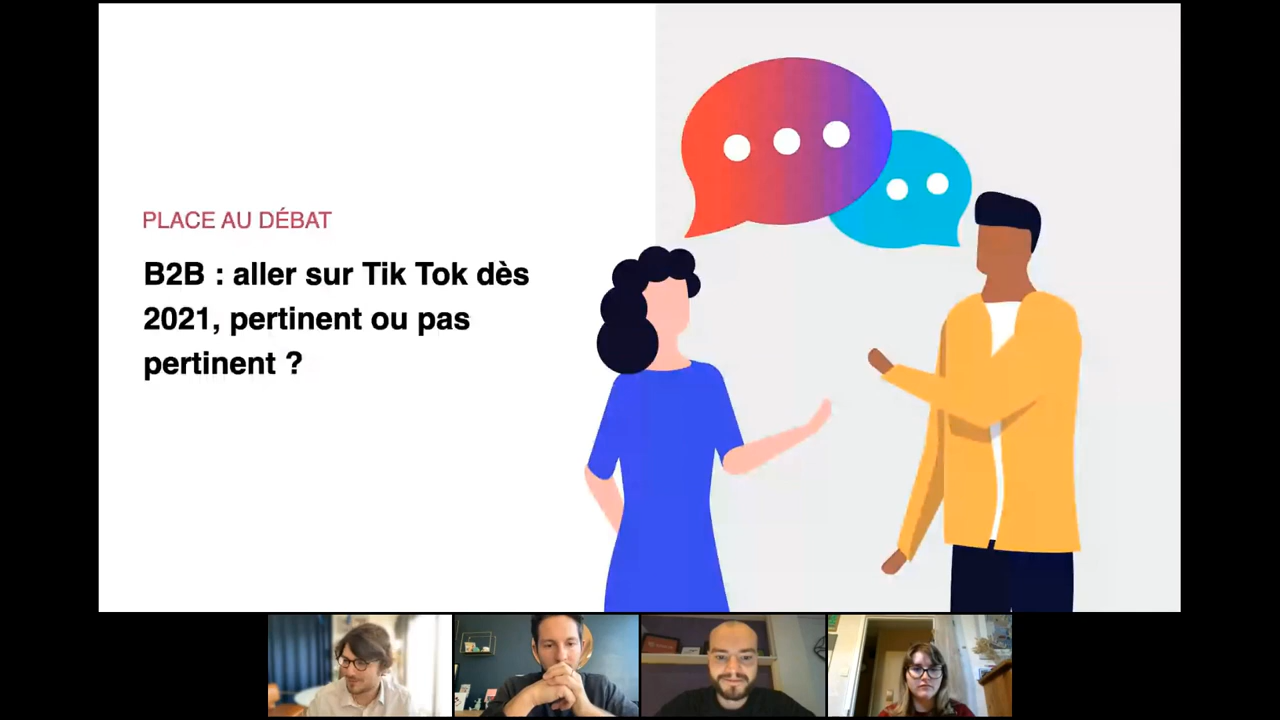 PLACE AU DÉBAT
B2B : aller sur Tik Tok dès
2021, pertinent ou pas
pertinent ?